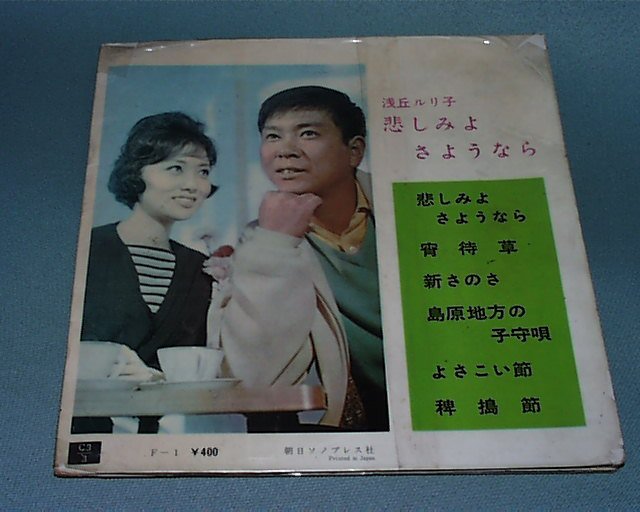 浅丘ルリ子
悲しみよ
さようなら
悲しみよ
さようなら
宵待草
新さのさ
島原地方の
子守唄
よさこい節
稗搗節
F-1 ¥400
朝日ソノプレス社
Printed in Japan